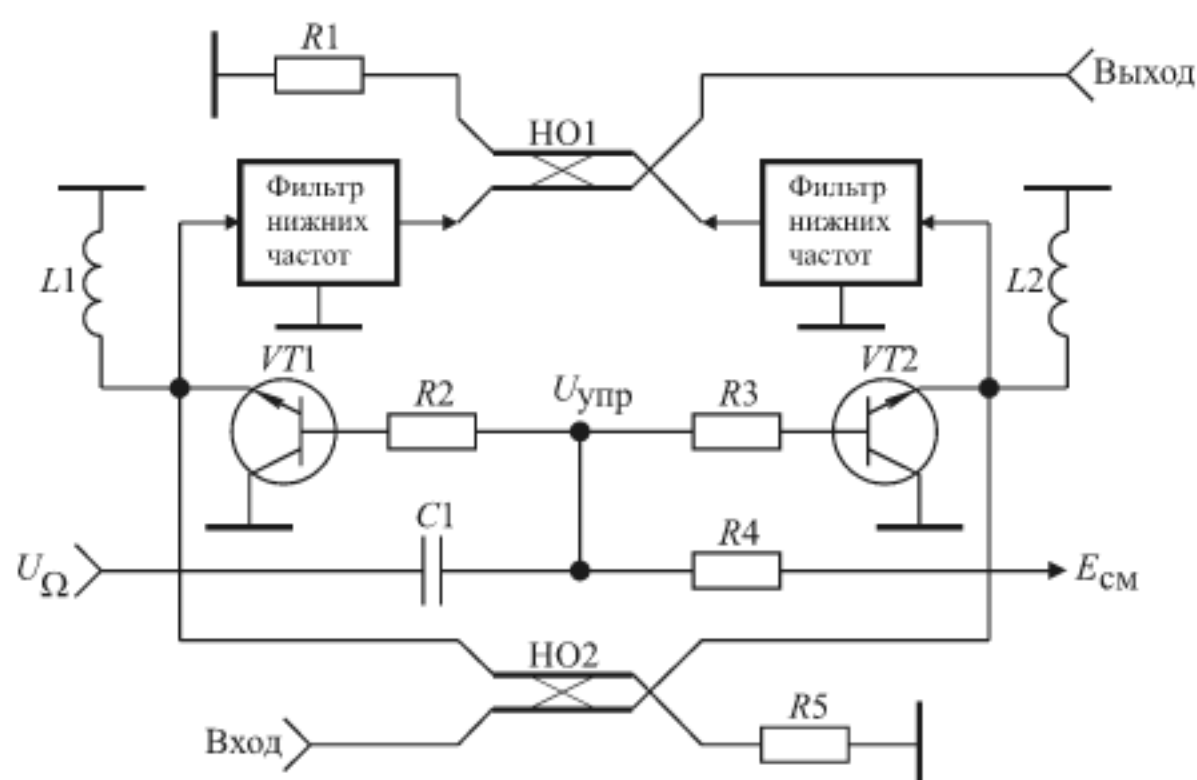 R1
Выход
НО1
Фильтр
нижних
частот
Фильтр
нижних
частот
L1
L2
VT1
VT2
R2
Uупр
R3
C1
R4
UΩ
Eсм
НО2
R5
Вход